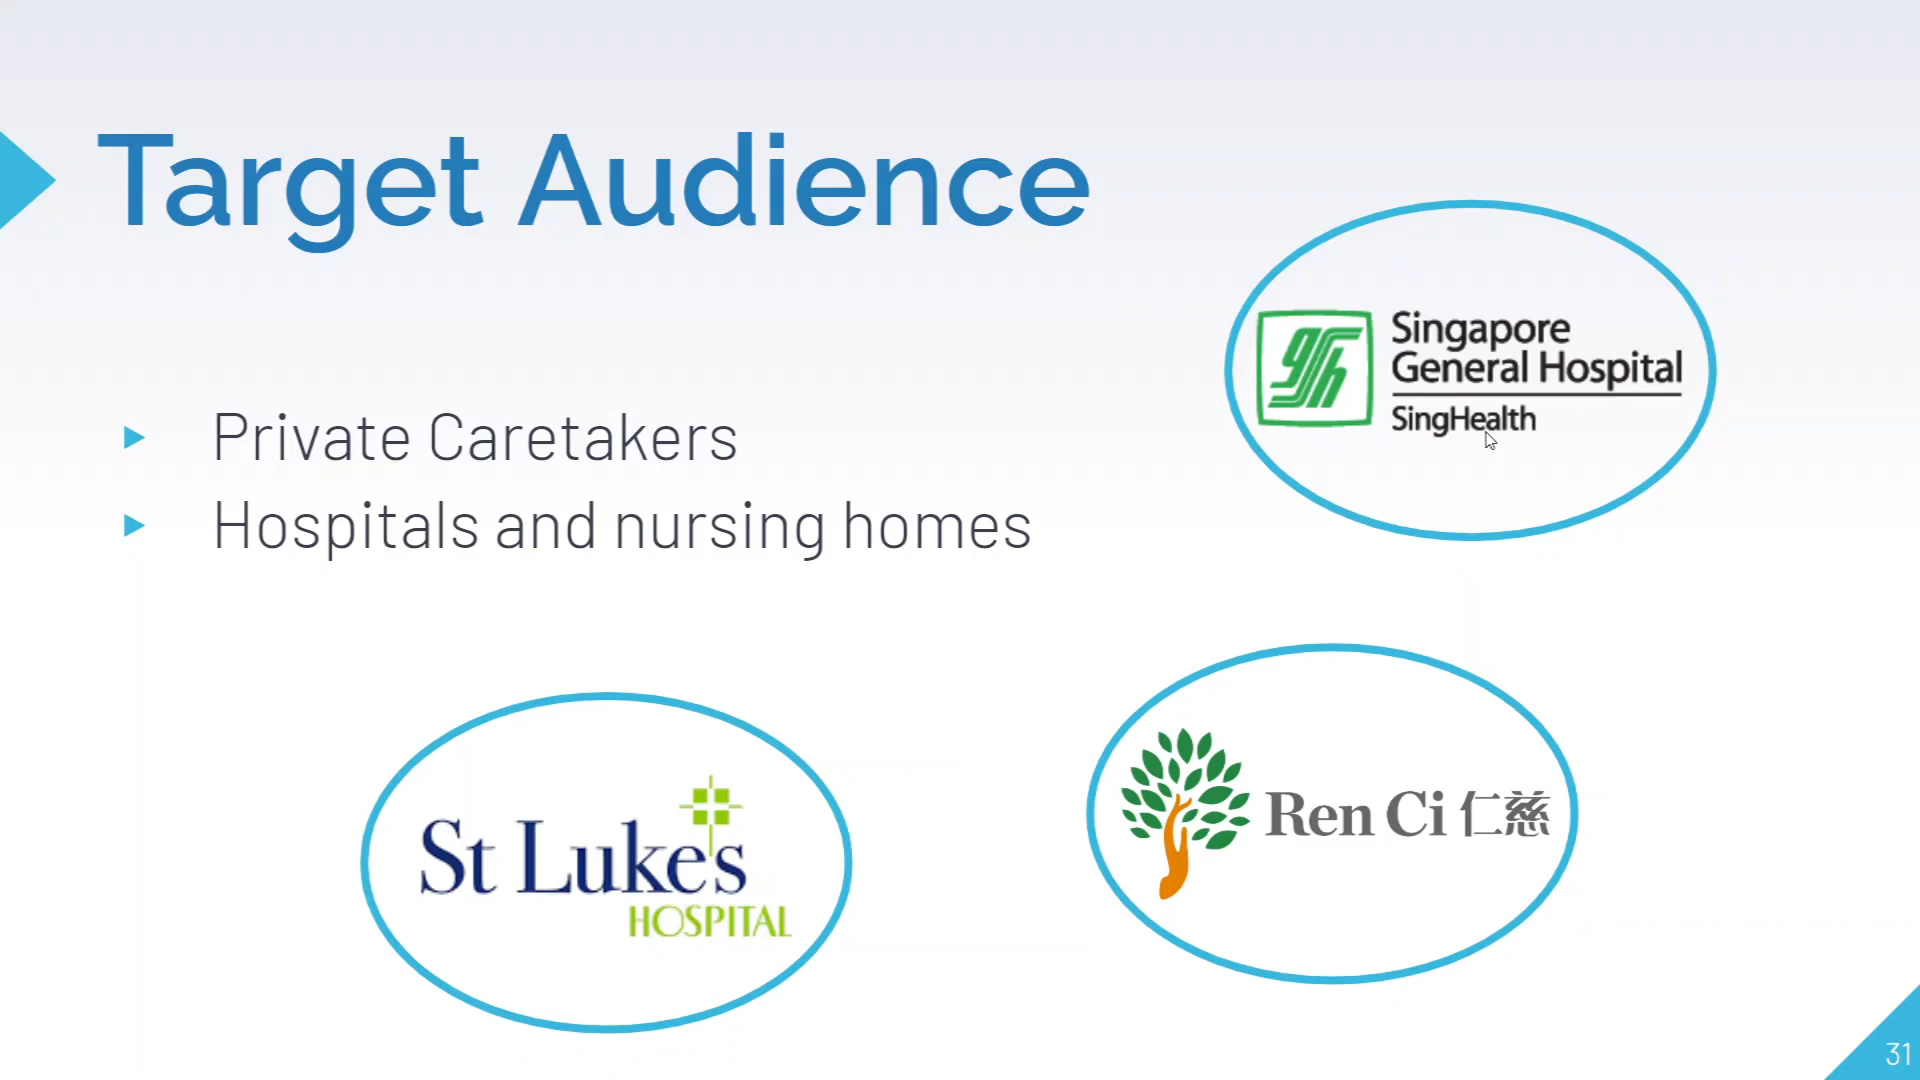 Target Audience
Singapore
General Hospital
SingHealth
Private Caretakers
Hospitals and nursing homes
St Luke's
HOSPITAL
Ren Ci 仁慈
31